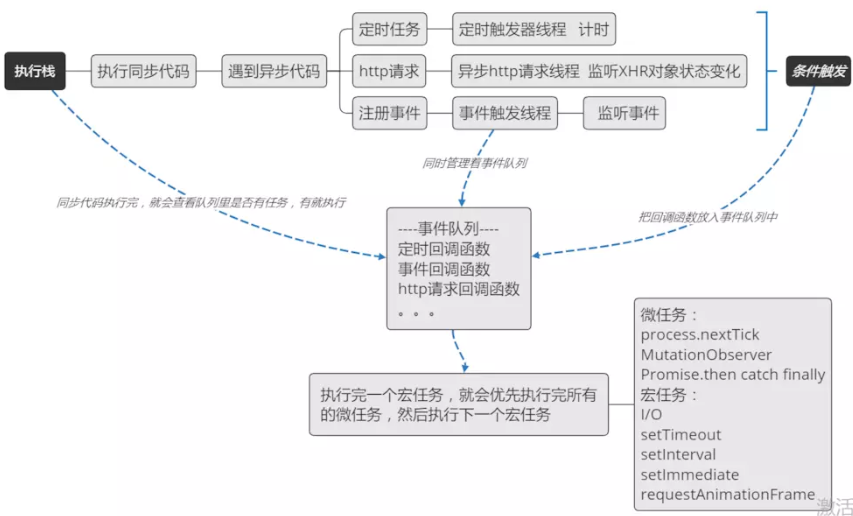 执行栈
执行同步代码
遇到异步代码
定时任务
定时触发器线程 计时
http请求
异步http请求线程 监听XHR对象状态变化
注册事件
事件触发线程
监听事件
条件触发
同时管理着事件队列
同步代码执行完，就会查看队列里是否有任务，有就执行
把回调函数放入事件队列中
----事件队列----
定时回调函数
事件回调函数
http请求回调函数
。。。
执行完一个宏任务，就会优先执行完所有
的微任务，然后执行下一个宏任务
微任务：
process.nextTick
MutationObserver
Promise.then catch finally
宏任务：
I/O
setTimeout
setInterval
setImmediate
requestAnimationFrame
激活